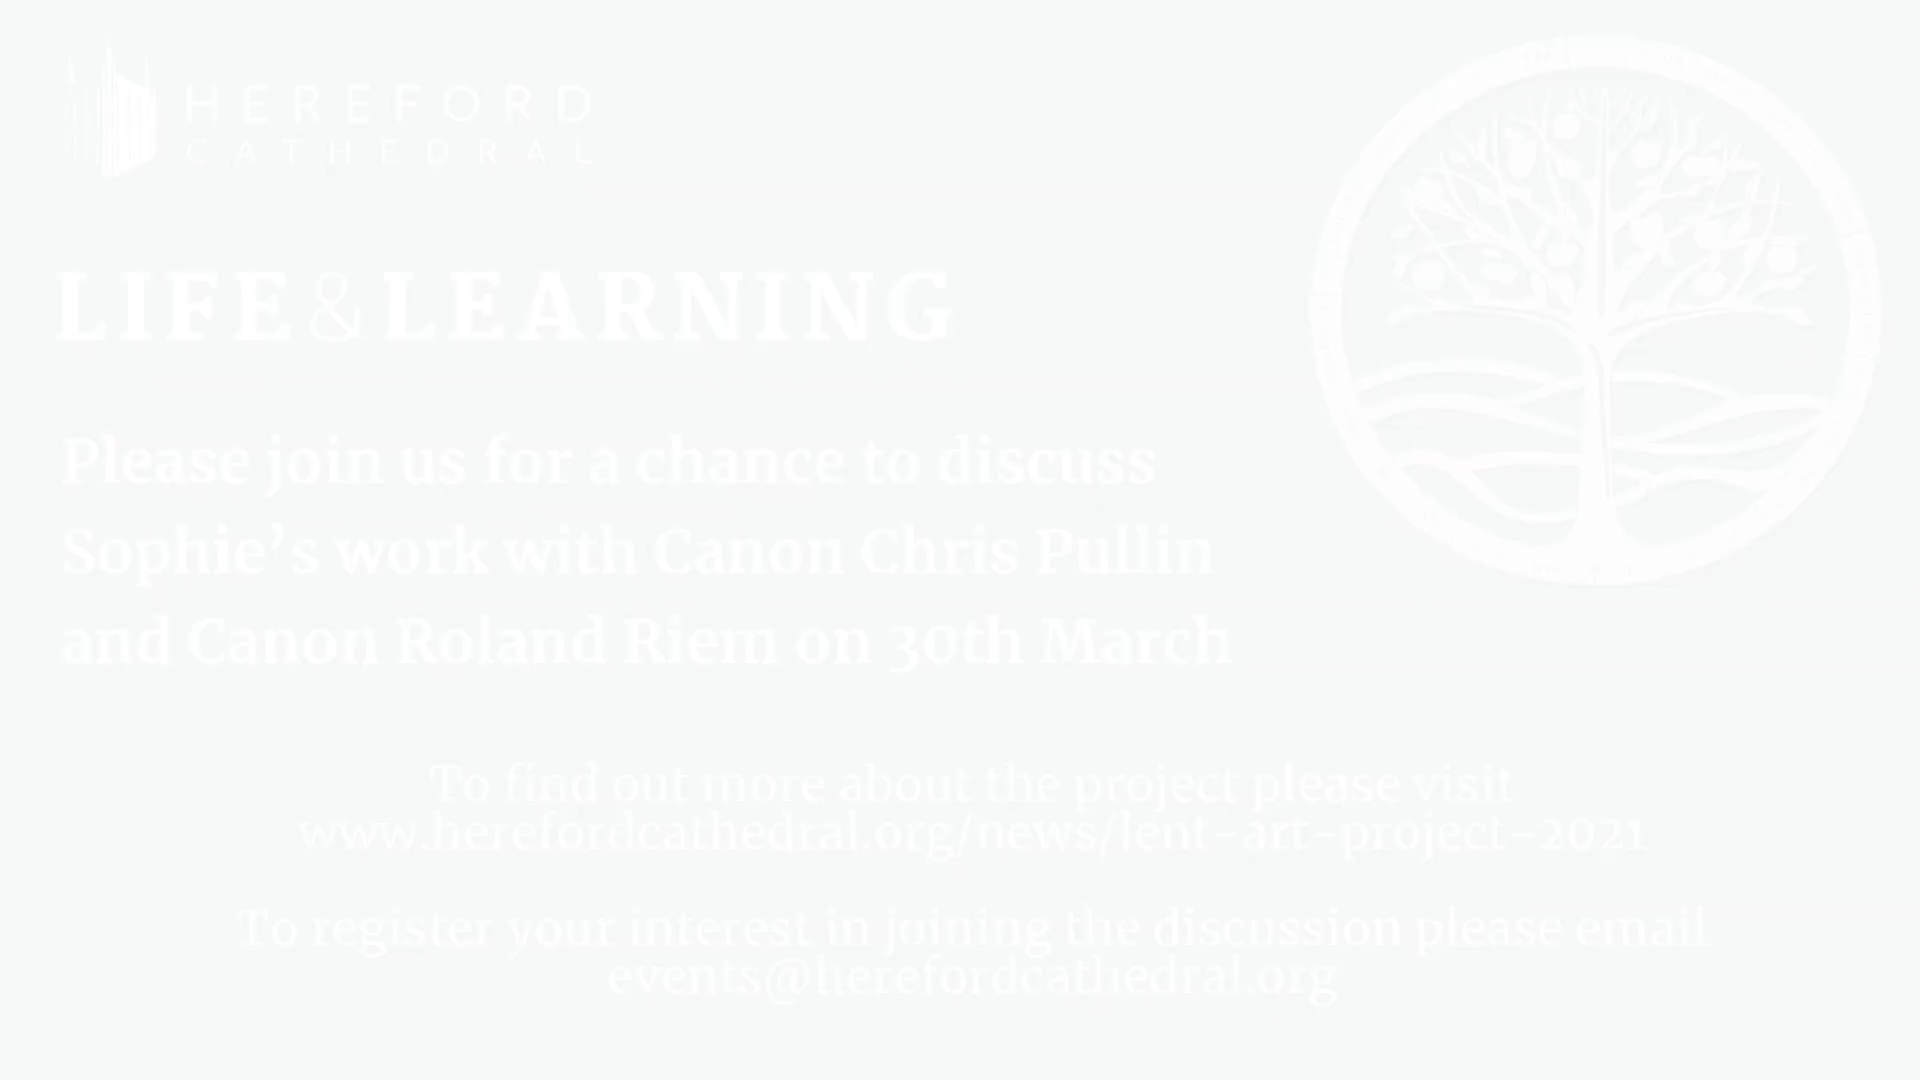 HEREFORD
CATHEDRAL
LIFE&LEARNING
Please join us for a chance to discuss
Sophie’s work with Canon Chris Pullin
and Canon Roland Riem on 30th March
To find out more about the project please visit
www.herefordcathedral.org/news/lent-art-project-2021
To register your interest in joining the discussion please email
events@herefordcathedral.org